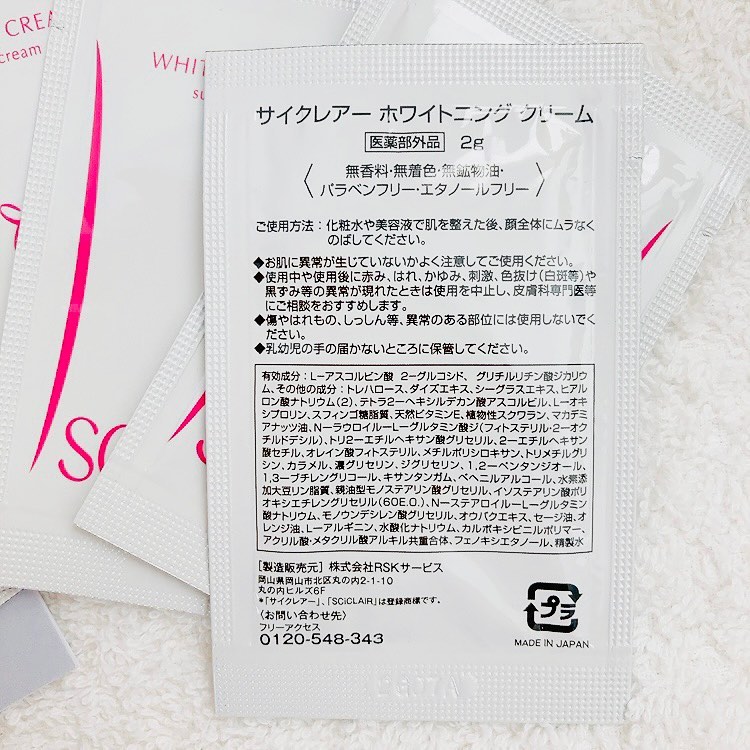 CREA
cream
WHIT
su
SC
S
サイクレアー ホワイトニング クリーム
医薬部外品 2g
無香料・無着色・無鉱物油・
パラベンフリー・エタノールフリー
ご使用方法：化粧水や美容液で肌を整えた後、顔全体にムラなく
のばしてください。
◆お肌に異常が生じていないかよく注意してご使用ください。
◆使用中や使用後に赤み、はれ、かゆみ、刺激、色抜け(白斑等)や
黒ずみ等の異常が現れたときは使用を中止し、皮膚科専門医等
にご相談をおすすめします。
◆傷やはれもの、しっしん等、異常のある部位には使用しないでく
ださい。
◆乳幼児の手の届かないところに保管してください。
有効成分：L-アスコルビン酸 2-グルコシド、グリチルリチン酸ジカリウ
ム、その他の成分：トレハロース、ダイズエキス、シーグラスエキス、ヒアル
ロン酸ナトリウム(2)、テトラ2-ヘキシルデカン酸アスコルビル、L-オキ
シプロリン、スフィンゴ糖脂質、天然ビタミンE、植物性スクワラン、マカデミ
アナッツ油、N-ラウロイル-L-グルタミン酸ジ(フィトステリル・2-オク
チルドデシル)、トリ2-エチルヘキサン酸グリセリル、2-エチルヘキサン
酸セチル、オレイン酸フィトステリル、メチルポリシロキサン、トリメチルグリ
シン、カラメル、濃グリセリン、ジグリセリン、1,2-ペンタンジオール、
1,3-ブチレングリコール、キサンタンガム、ベヘニルアルコール、水素添
加大豆リン脂質、親油型モノステアリン酸グリセリル、イソステアリン酸ポリ
オキシエチレングリセリル(60E.O.)、N-ステアロイル-L-グルタミン
酸ナトリウム、モノウンデシレン酸グリセリル、オウバクエキス、セージ油、オ
レンジ油、L-アルギニン、水酸化ナトリウム、カルボキシビニルポリマー、
アクリル酸・メタクリル酸アルキル共重合体、フェノキシエタノール、精製水
[製造販売元] 株式会社RSKサービス
岡山県岡山市北区丸の内2-1-10
丸の内ヒルズ6F
*「サイクレアー」、「SCiCLAIR」は登録商標です。
〈お問い合わせ先〉
フリーアクセス
0120-548-343
プラ
MADE IN JAPAN